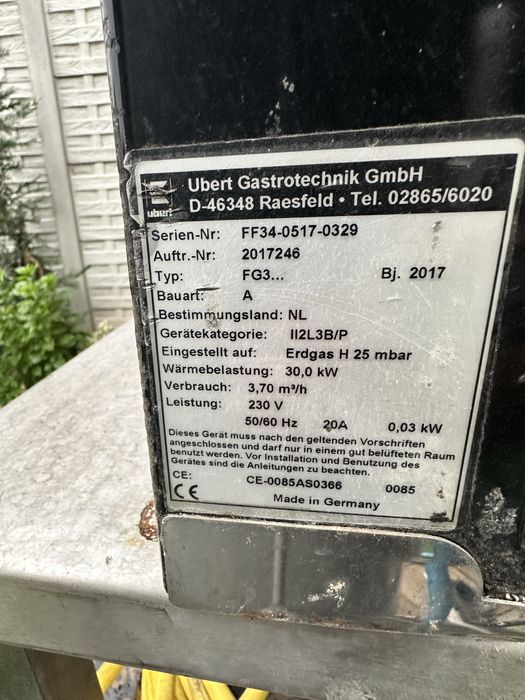 ubert
Ubert Gastrotechnik GmbH
D-46348 Raesfeld • Tel. 02865/6020
Serien-Nr: FF34-0517-0329
Auftr.-Nr: 2017246
Typ: FG3... Bj. 2017
Bauart: A
Bestimmungsland: NL
Gerätekategorie: II2L3B/P
Eingestellt auf: Erdgas H 25 mbar
Wärmebelastung: 30,0 kW
Verbrauch: 3,70 m³/h
Leistung: 230 V
50/60 Hz 20A 0,03 kW
Dieses Gerät muss nach den geltenden Vorschriften
angeschlossen und darf nur in einem gut belüfteten Raum
benutzt werden. Vor Installation und Benutzung des
Gerätes sind die Anleitungen zu beachten.
CE: CE-0085AS0366 0085
CE Made in Germany